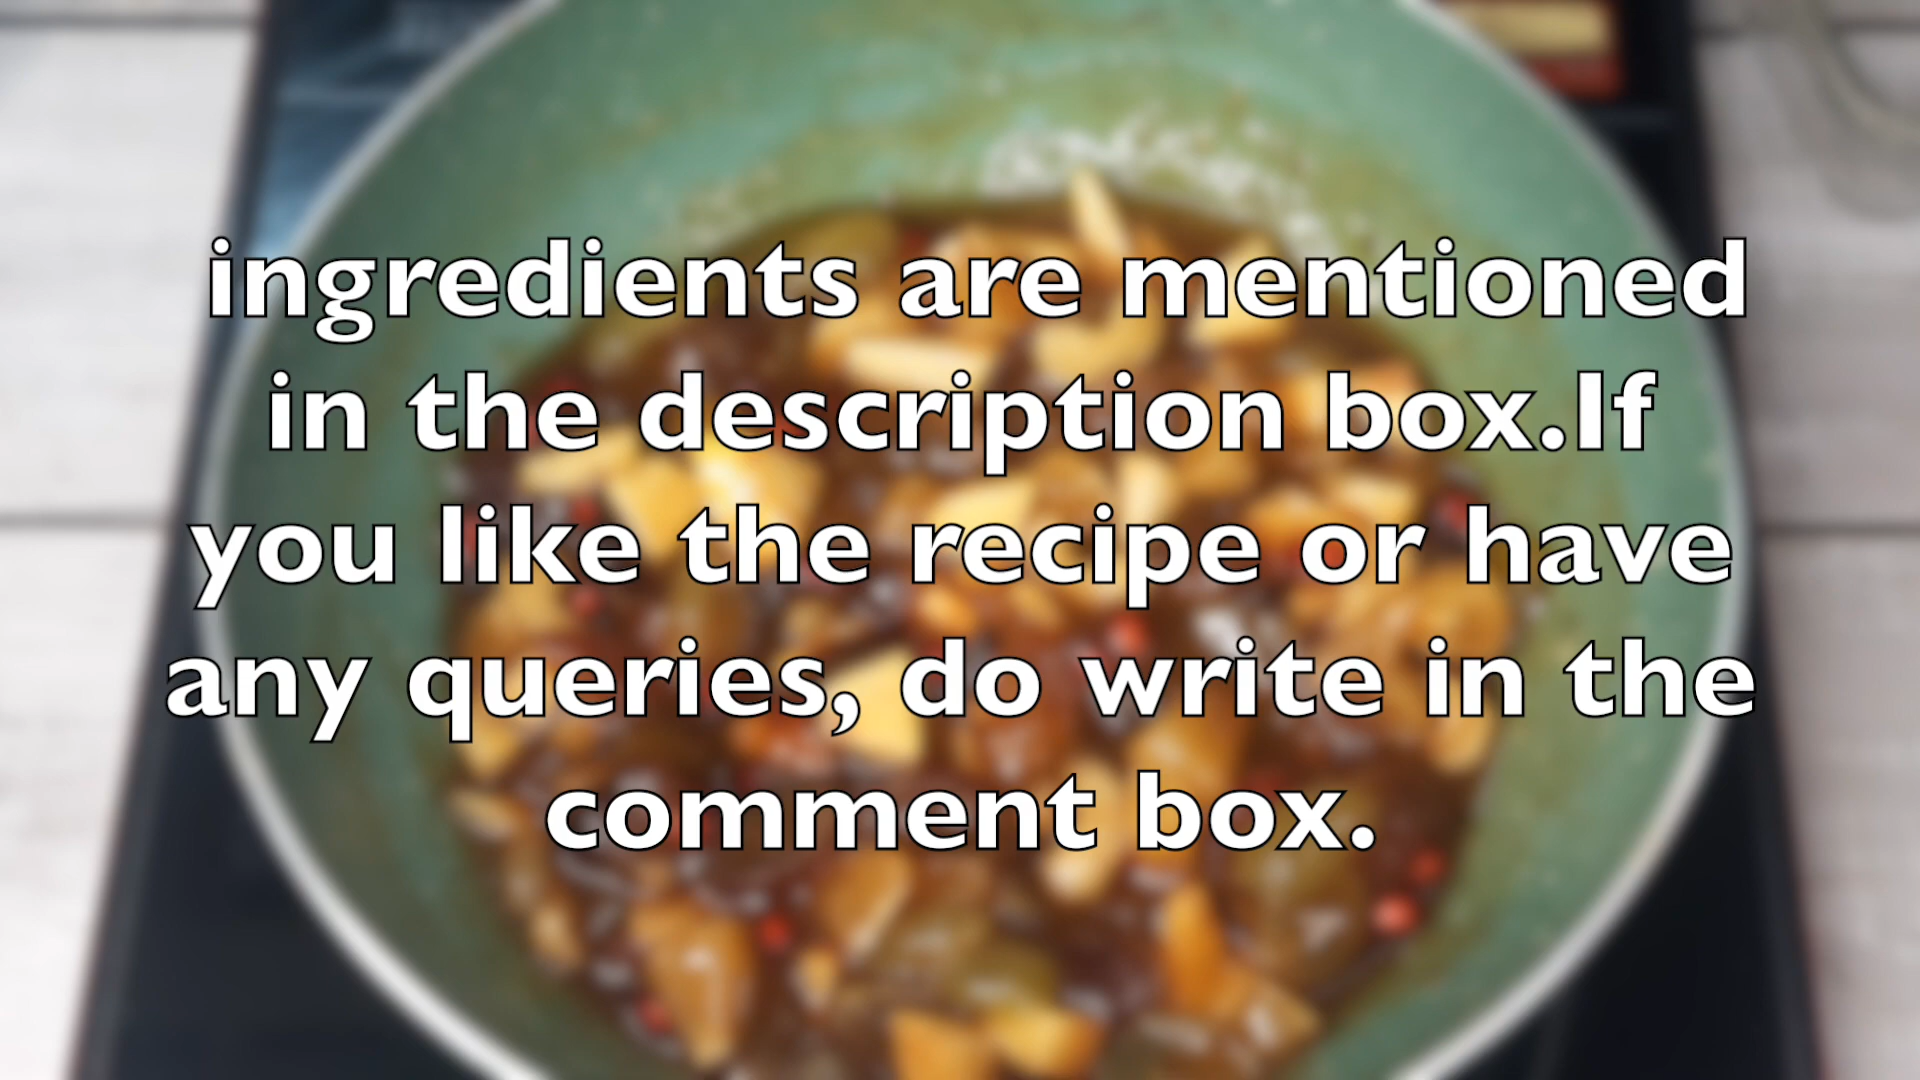 ingredients are mentioned
in the description box.If
you like the recipe or have
any queries, do write in the
comment box.